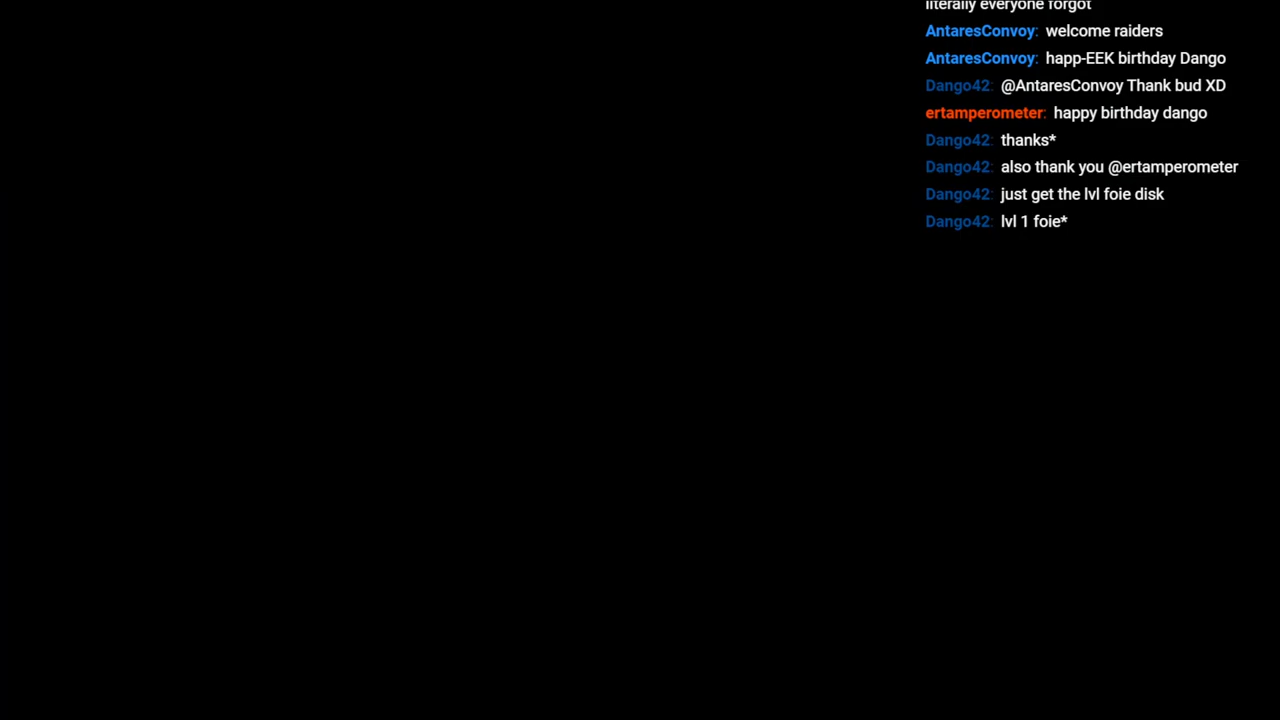 literally everyone forgot
AntaresConvoy: welcome raiders
AntaresConvoy: happ-EEK birthday Dango
Dango42: @AntaresConvoy Thank bud XD
ertamperometer: happy birthday dango
Dango42: thanks*
Dango42: also thank you @ertamperometer
Dango42: just get the lvl foie disk
Dango42: lvl 1 foie*